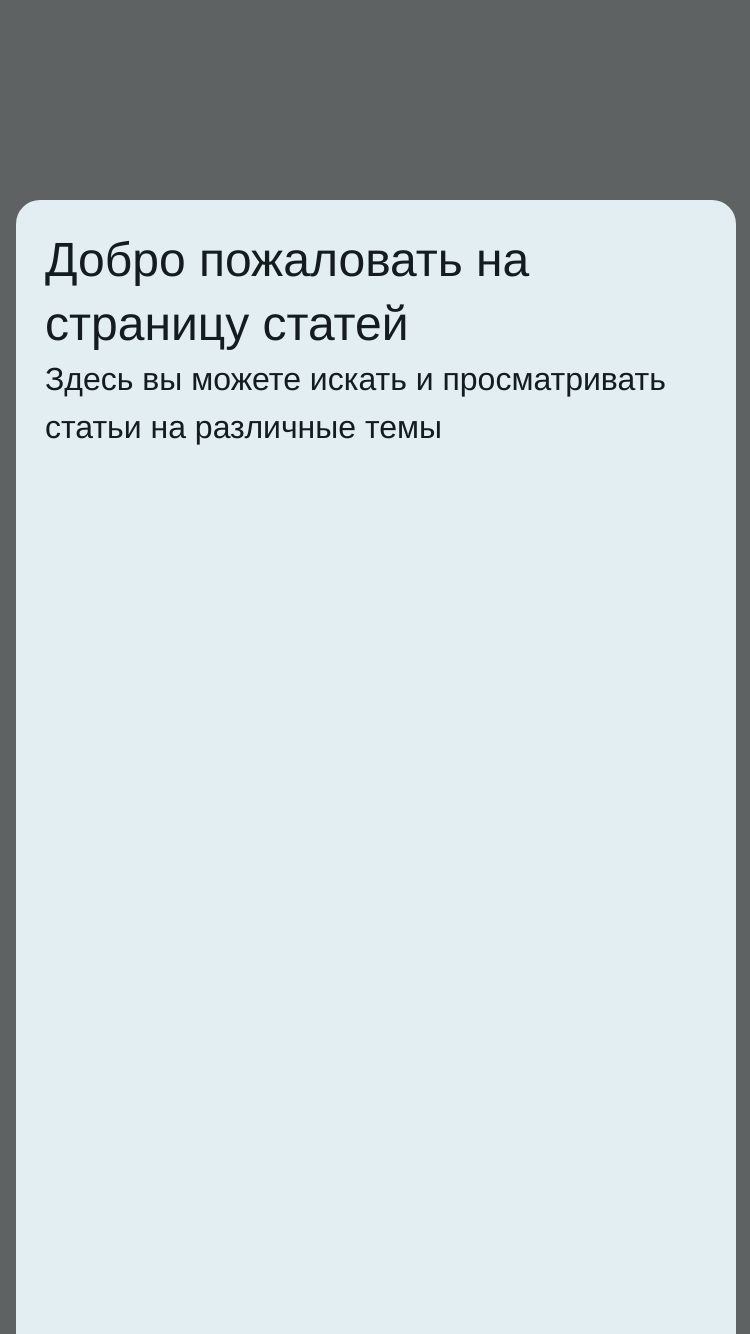 Добро пожаловать на
страницу статей
Здесь вы можете искать и просматривать
статьи на различные темы